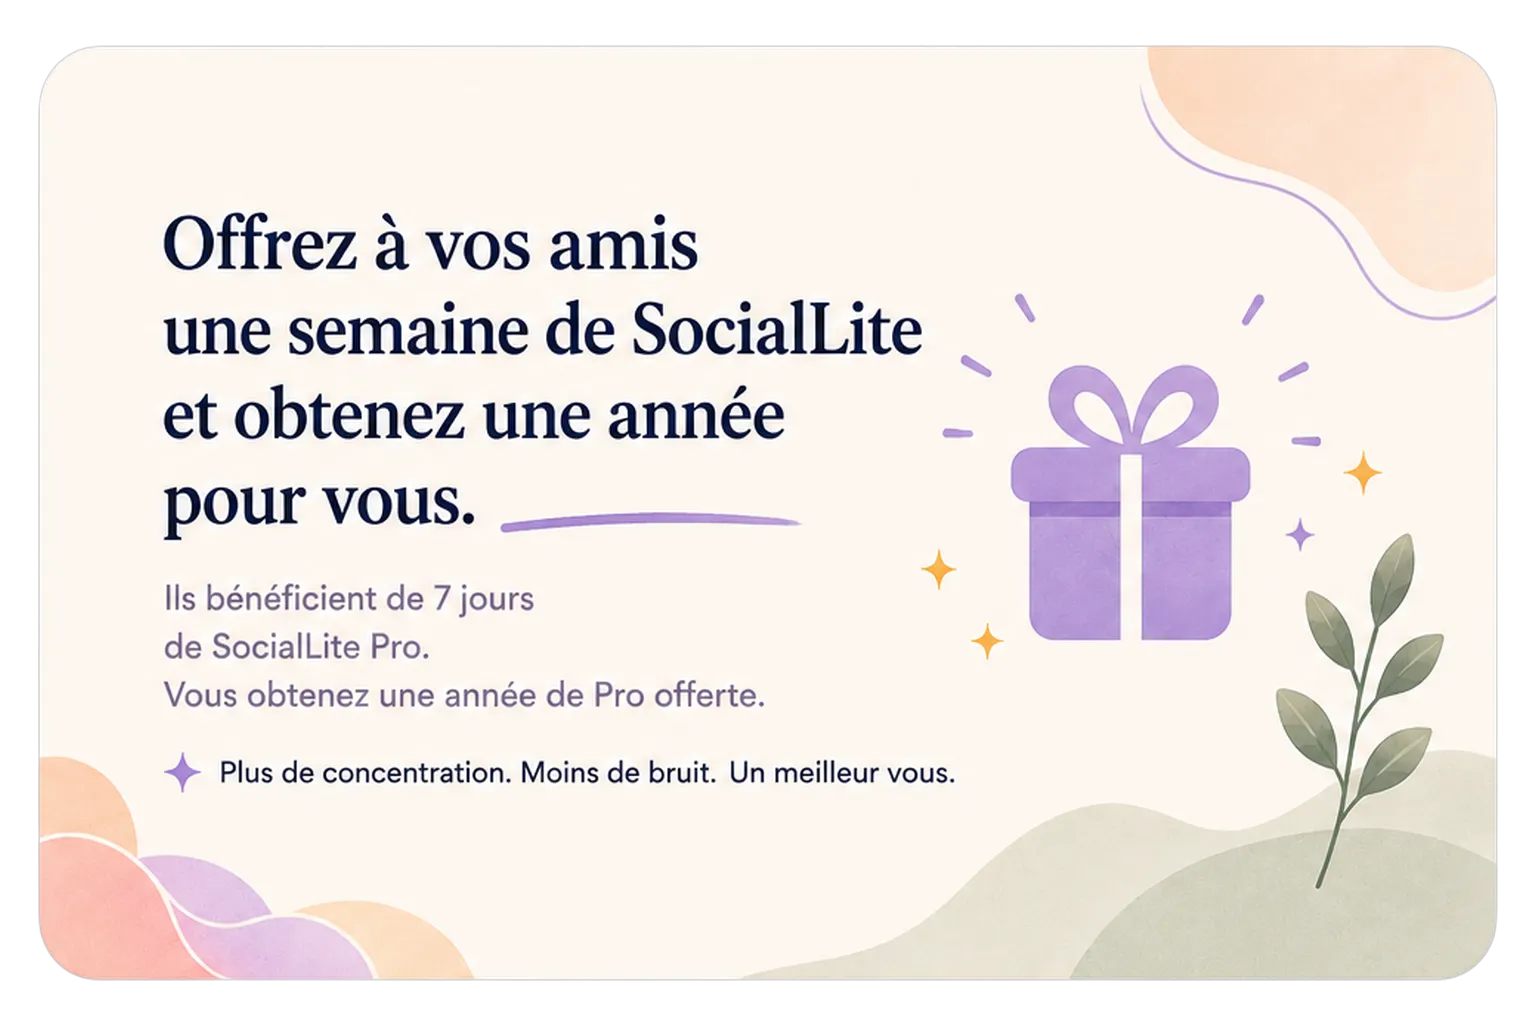 Offrez à vos amis
une semaine de SocialLite
et obtenez une année
pour vous.
Ils bénéficient de 7 jours
de SocialLite Pro.
Vous obtenez une année de Pro offerte.
Plus de concentration. Moins de bruit. Un meilleur vous.